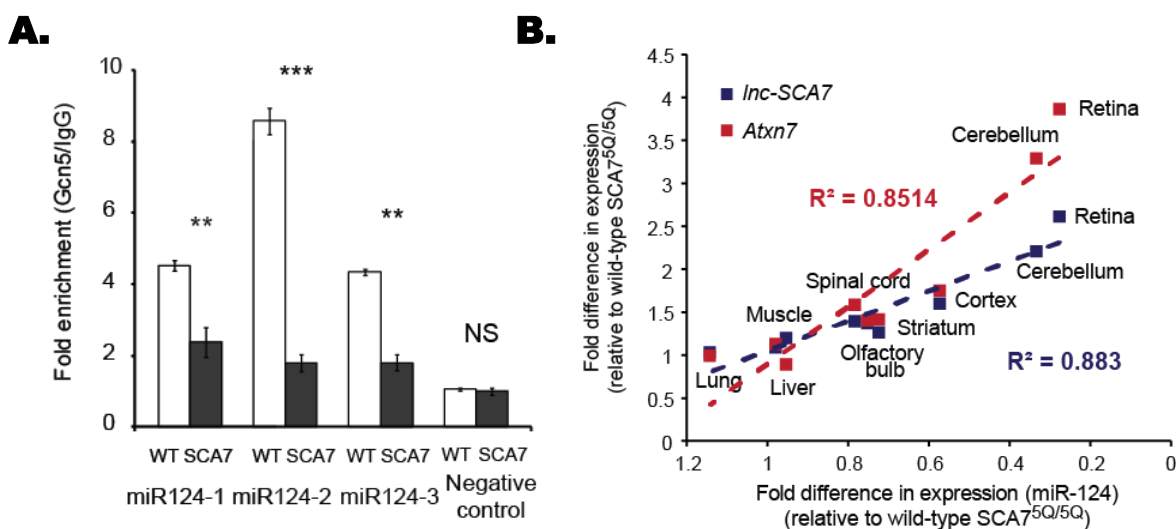 A.
Fold enrichment (Gcn5/IgG)
10
8
6
4
2
0
**
***
**
NS
WT SCA7 WT SCA7 WT SCA7 WT SCA7
miR124-1 miR124-2 miR124-3 Negative
control
B.
Fold difference in expression
(relative to wild-type SCA7 5Q/5Q)
4.5
4
3.5
3
2.5
2
1.5
1
0.5
0
lnc-SCA7
Atxn7
Retina
Cerebellum
R² = 0.8514
Retina
Cerebellum
Spinal cord
Cortex
Muscle
Striatum
Olfactory
bulb
R² = 0.883
Lung
Liver
1.2 1 0.8 0.6 0.4 0.2 0
Fold difference in expression (miR-124)
(relative to wild-type SCA7 5Q/5Q)